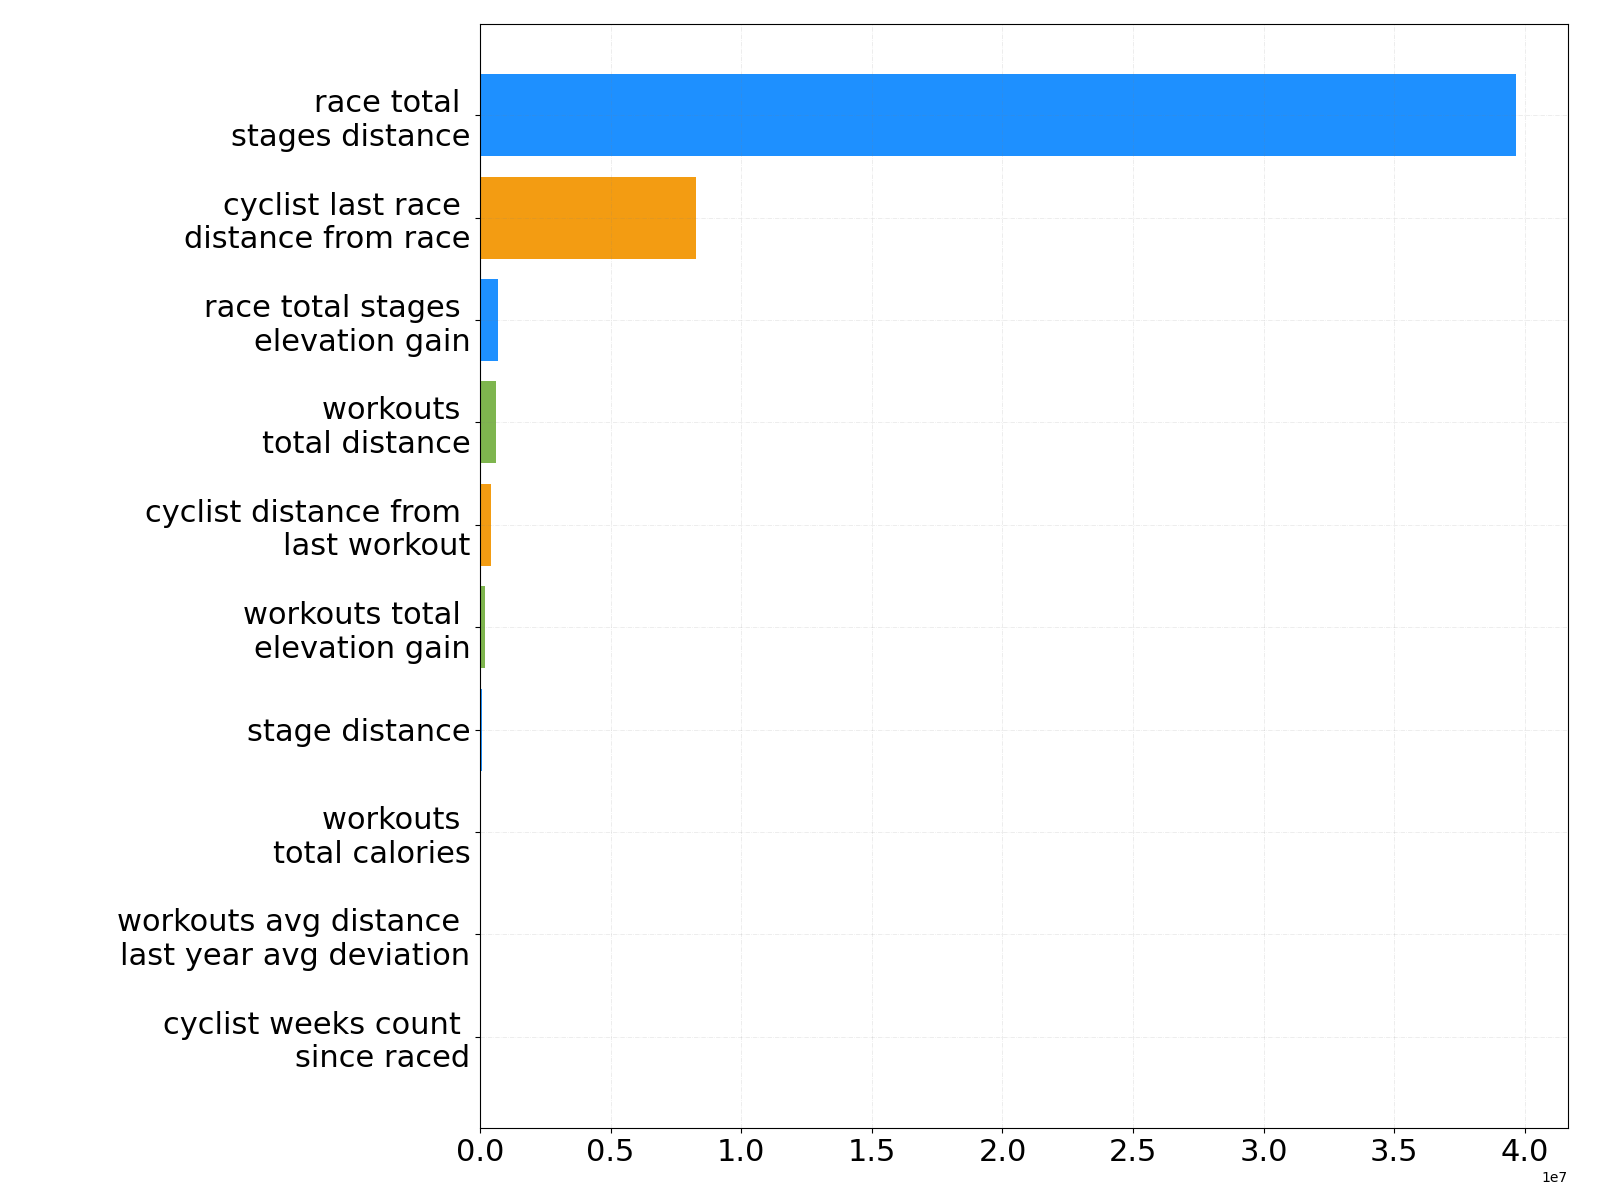 race total
stages distance
cyclist last race
distance from race
race total stages
elevation gain
workouts
total distance
cyclist distance from
last workout
workouts total
elevation gain
stage distance
workouts
total calories
workouts avg distance
last year avg deviation
cyclist weeks count
since raced
0.0 0.5 1.0 1.5 2.0 2.5 3.0 3.5 4.0
1e7